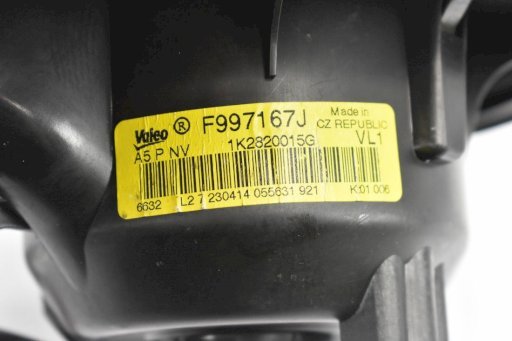 Valeo ® F997167J Made in
CZ REPUBLIC
A5 P NV 1K2820015G VL1
6632 L2 7 230414 055631 921 K:01 006